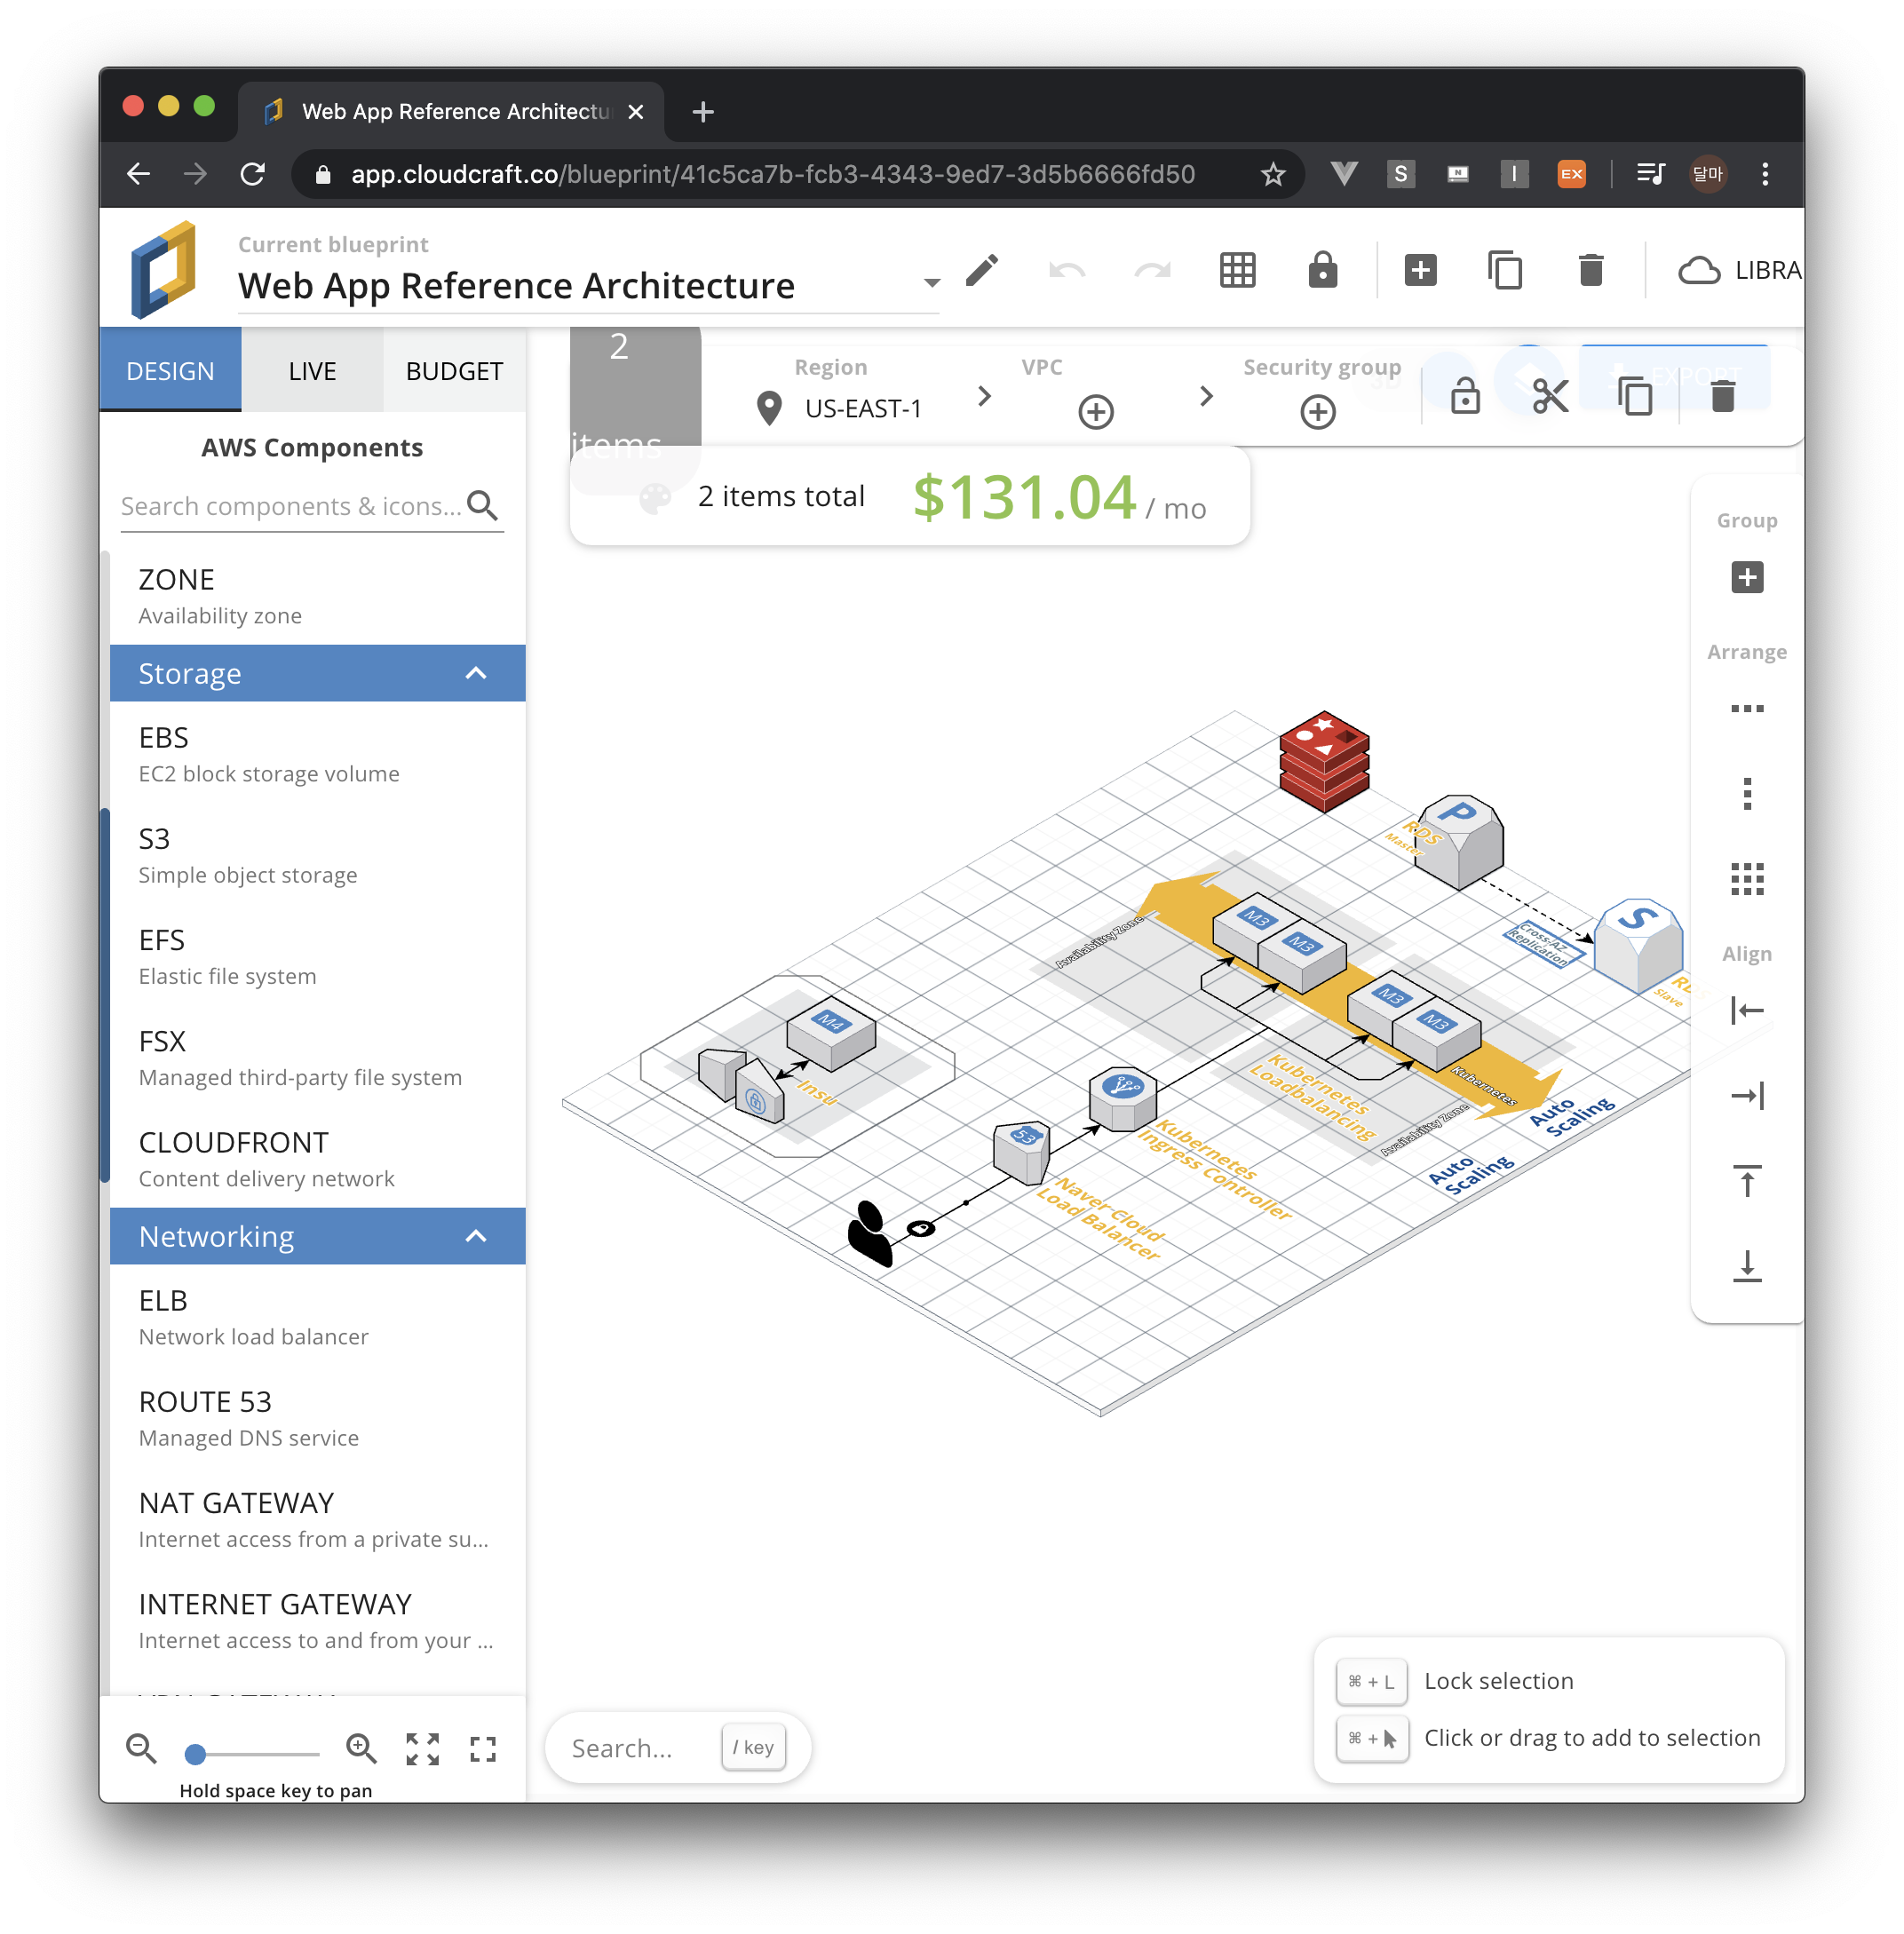 Web App Reference Architectu
app.cloudcraft.co/blueprint/41c5ca7b-fcb3-4343-9ed7-3d5b6666fd50
S
N
I
EX
달마
Current blueprint
Web App Reference Architecture
LIBRA
DESIGN
LIVE
BUDGET
2
items
Region
US-EAST-1
VPC
Security group
3D
EXPORT
2 items total
$131.04 / mo
AWS Components
Search components & icons...
ZONE
Availability zone
Storage
EBS
EC2 block storage volume
S3
Simple object storage
EFS
Elastic file system
FSX
Managed third-party file system
CLOUDFRONT
Content delivery network
Networking
ELB
Network load balancer
ROUTE 53
Managed DNS service
NAT GATEWAY
Internet access from a private su...
INTERNET GATEWAY
Internet access to and from your ...
Hold space key to pan
Group
Arrange
Align
P
RDS
Master
Cross-AZ
Replication
S
RD
Slave
M3
M3
M3
M3
Availability Zone
Kubernetes
Kubernetes
Loadbalancing
Availability Zone
Auto
Scaling
Auto
Scaling
M4
Insu
Kubernetes
Ingress Controller
53
Naver Cloud
Load Balancer
Search...
/ key
⌘ + L
Lock selection
⌘ +
Click or drag to add to selection